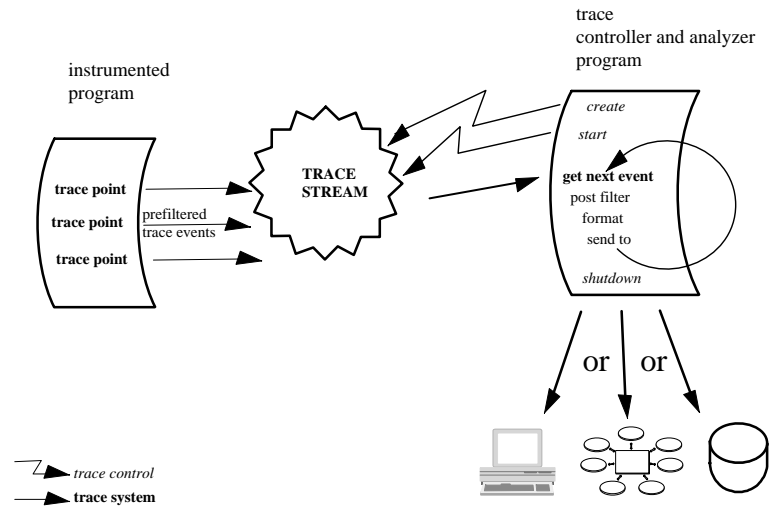 trace
controller and analyzer
program
instrumented
program
create
start
TRACE
STREAM
trace point
get next event
post filter
trace point
prefiltered
format
trace events
send to
trace point
shutdown
or
or
trace control
trace system